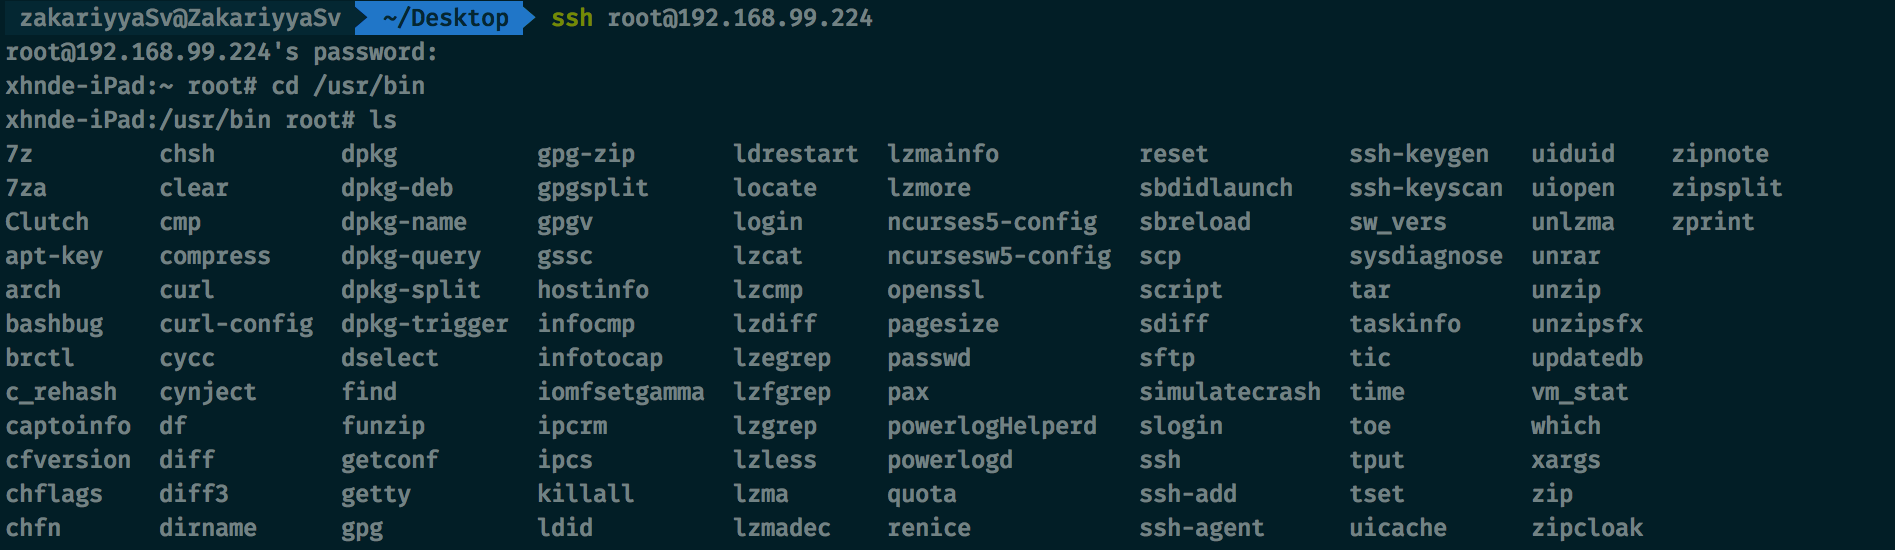 zakariyyaSv@ZakariyyaSv ~/Desktop ssh root@192.168.99.224
root@192.168.99.224's password:
xhnde-iPad:~ root# cd /usr/bin
xhnde-iPad:/usr/bin root# ls
7z chsh dpkg gpg-zip ldrestart lzmainfo reset ssh-keygen uiduid zipnote
7za clear dpkg-deb gpgsplit locate lzmore sbdidlaunch ssh-keyscan uiopen zipsplit
Clutch cmp dpkg-name gpgv login ncurses5-config sbreload sw_vers unlzma zprint
apt-key compress dpkg-query gssc lzcat ncursesw5-config scp sysdiagnose unrar
arch curl dpkg-split hostinfo lzcmp openssl script tar unzip
bashbug curl-config dpkg-trigger infocmp lzdiff pagesize sdiff taskinfo unzipsfx
brctl cycc dselect infotocap lzegrep passwd sftp tic updatedb
c_rehash cynject find iomfsetgamma lzfgrep pax simulatecrash time vm_stat
captoinfo df funzip ipcrm lzgrep powerlogHelperd slogin toe which
cfversion diff getconf ipcs lzless powerlogd ssh tput xargs
chflags diff3 getty killall lzma quota ssh-add tset zip
chfn dirname gpg ldid lzmadec renice ssh-agent uicache zipcloak